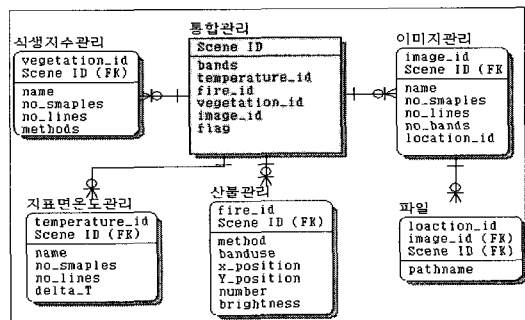 식생지수관리
vegetation_id
Scene ID (FK)
name
no_smaples
no_lines
methods
통합관리
Scene ID
bands
temperature_id
fire_id
vegetation_id
image_id
flag
이미지관리
image_id
Scene ID (FK
name
no_smaples
no_lines
no_bands
location_id
지표면온도관리
temperature_id
Scene ID (FK)
name
no_smaples
no_lines
delta_T
산불관리
fire_id
Scene ID (FK)
method
banduse
x_position
Y_position
number
brightness
파일
loaction_id
image_id (FK)
Scene ID (FK)
pathname